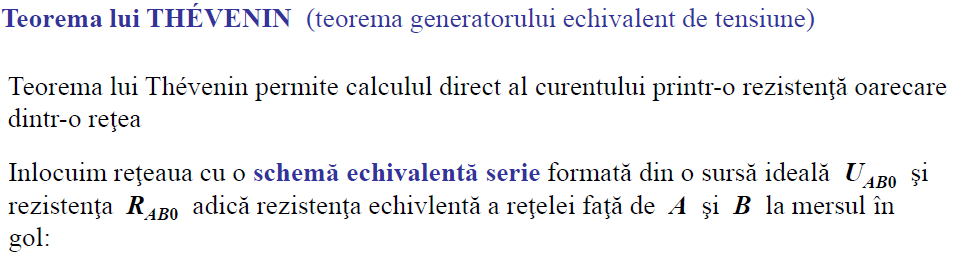 Teorema lui THÉVENIN (teorema generatorului echivalent de tensiune)
Teorema lui Thévenin permite calculul direct al curentului printr-o rezistenţă oarecare
dintr-o reţea
Inlocuim reţeaua cu o schemă echivalentă serie formată din o sursă ideală U_AB0 şi
rezistenţa R_AB0 adică rezistenţa echivlentă a reţelei faţă de A şi B la mersul în
gol: